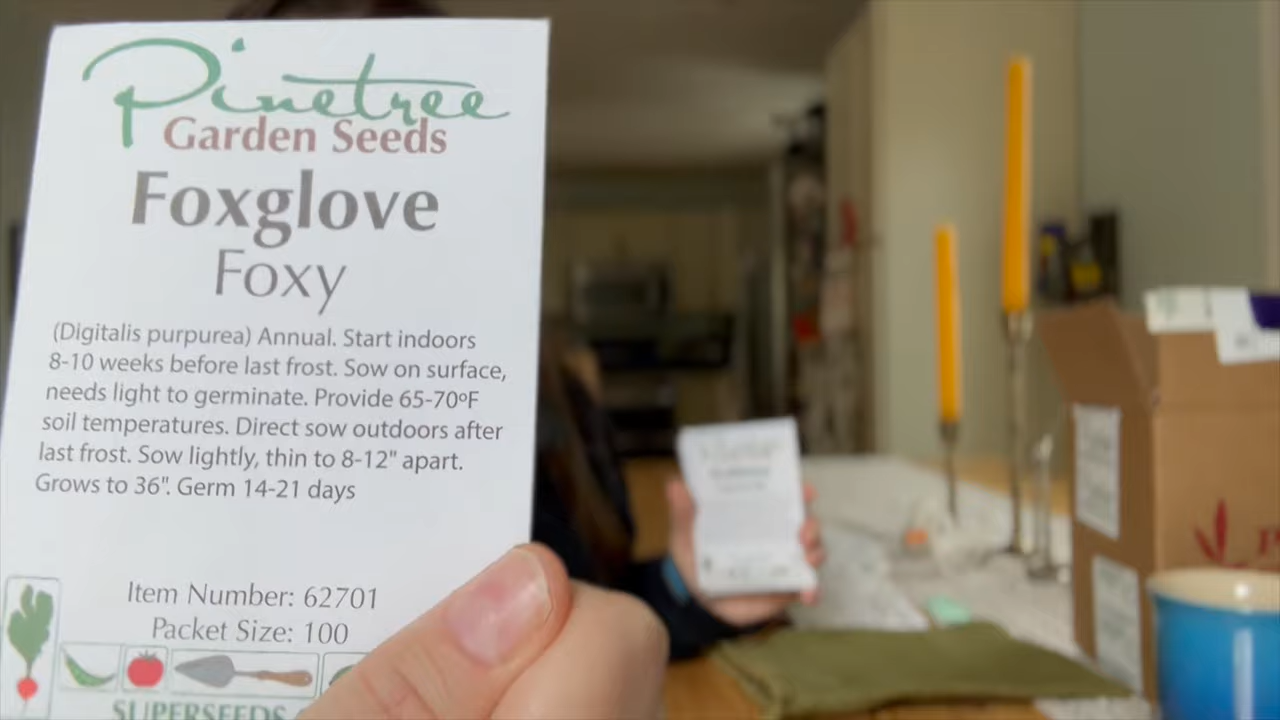 Pinetree
Garden Seeds
Foxglove
Foxy
(Digitalis purpurea) Annual. Start indoors
8-10 weeks before last frost. Sow on surface,
needs light to germinate. Provide 65-70ºF
soil temperatures. Direct sow outdoors after
last frost. Sow lightly, thin to 8-12" apart.
Grows to 36". Germ 14-21 days
Item Number: 62701
Packet Size: 100
SUPERSEEDS